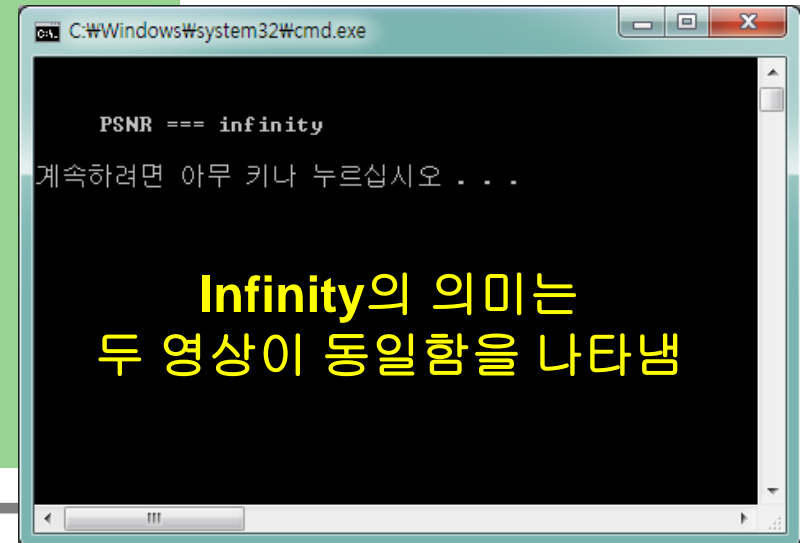 C:₩Windows₩system32₩cmd.exe
PSNR === infinity
계속하려면 아무 키나 누르십시오 . . .
Infinity의 의미는
두 영상이 동일함을 나타냄